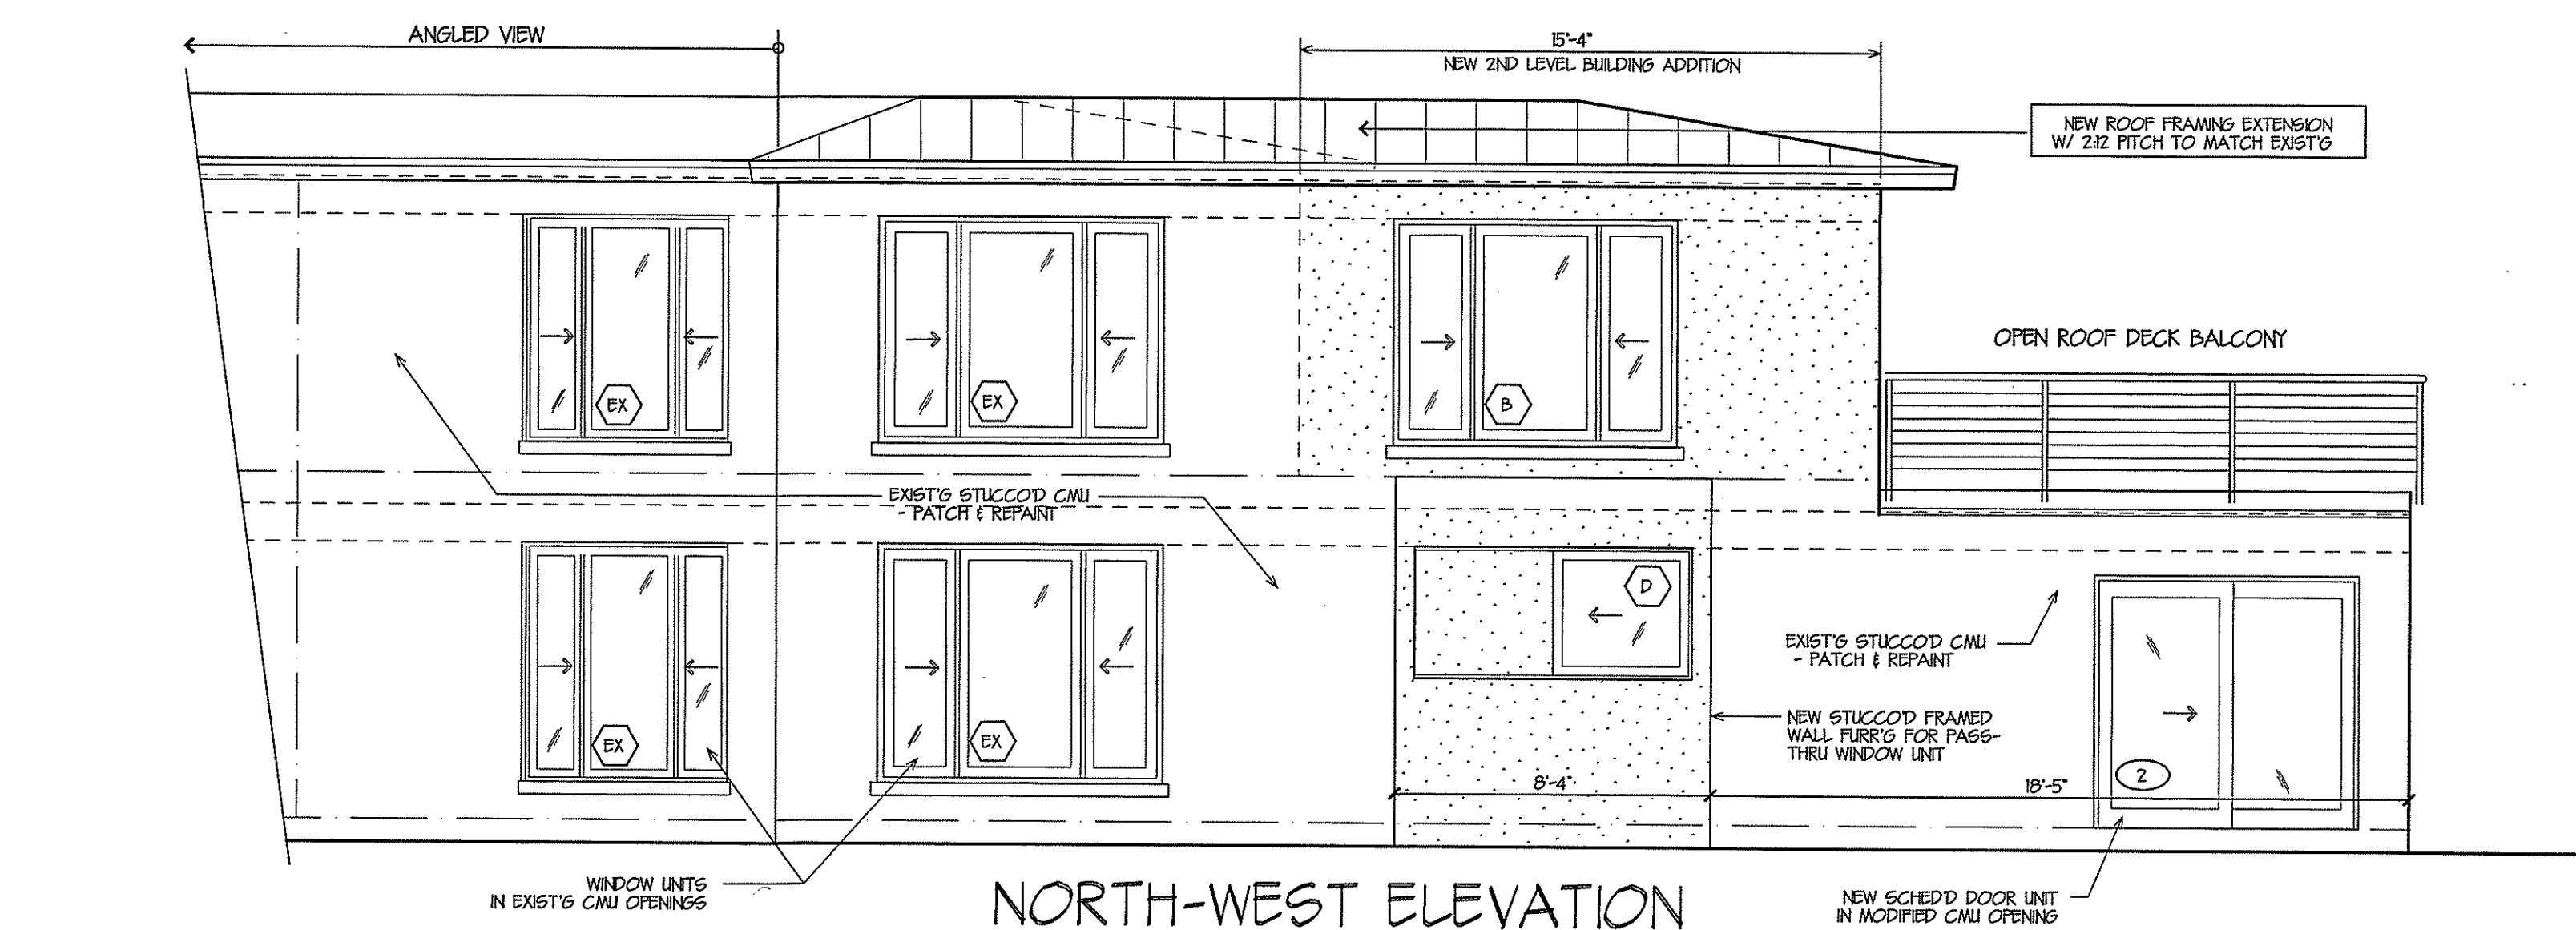 ANGLED VIEW
15'-4"
NEW 2ND LEVEL BUILDING ADDITION
NEW ROOF FRAMING EXTENSION
W/ 2:12 PITCH TO MATCH EXIST'G
OPEN ROOF DECK BALCONY
EX
EX
B
EXIST'G STUCCO'D CMU
- PATCH & REPAINT
D
EXIST'G STUCCO'D CMU
- PATCH & REPAINT
NEW STUCCO'D FRAMED
WALL FURR'G FOR PASS-
THRU WINDOW UNIT
EX
EX
2
8'-4"
18'-5"
WINDOW UNITS
IN EXIST'G CMU OPENINGS
NORTH-WEST ELEVATION
NEW SCHED'D DOOR UNIT
IN MODIFIED CMU OPENING